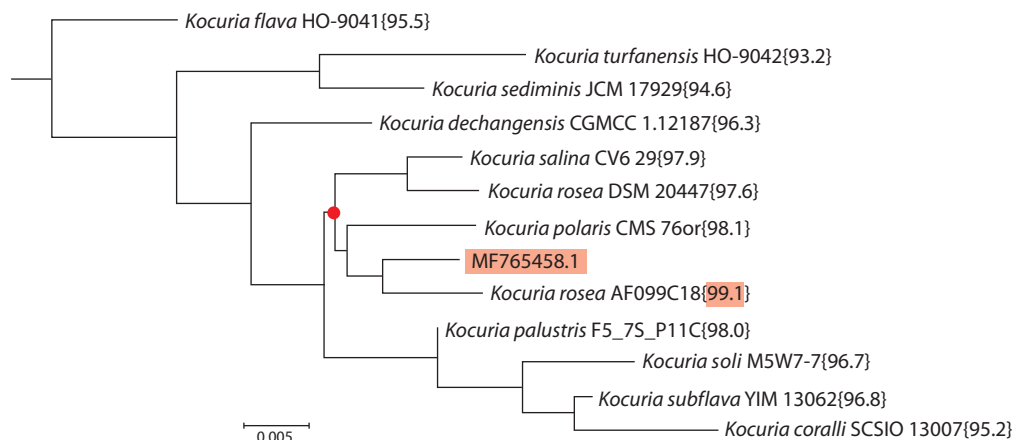 Kocuria flava HO-9041{95.5}
Kocuria turfanensis HO-9042{93.2}
Kocuria sediminis JCM 17929{94.6}
Kocuria dechangensis CGMCC 1.12187{96.3}
Kocuria salina CV6 29{97.9}
Kocuria rosea DSM 20447{97.6}
Kocuria polaris CMS 76or{98.1}
MF765458.1
Kocuria rosea AF099C18{99.1}
Kocuria palustris F5_7S_P11C{98.0}
Kocuria soli M5W7-7{96.7}
Kocuria subflava YIM 13062{96.8}
Kocuria coralli SCSIO 13007{95.2}
0.005